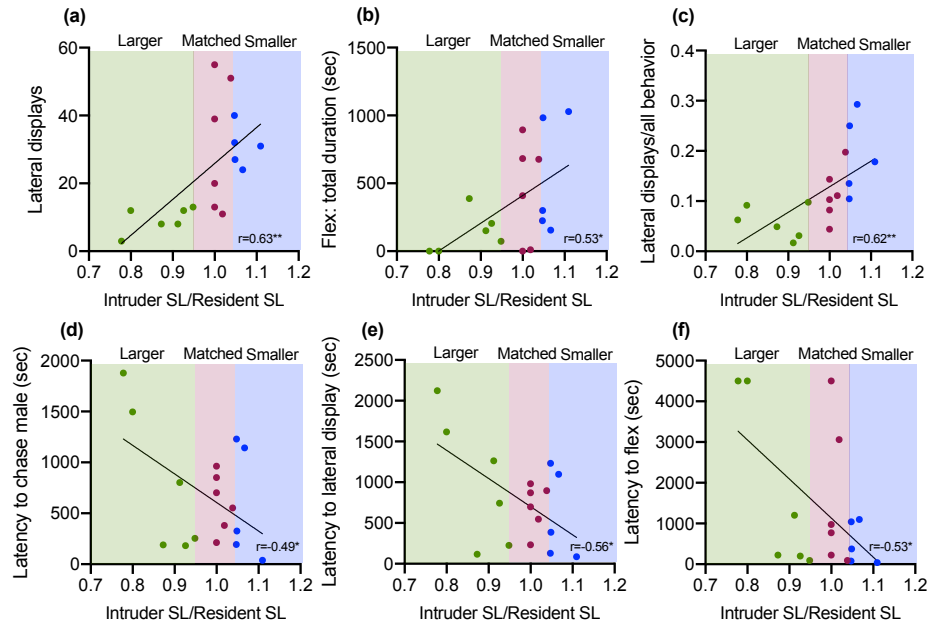 (a)
Larger Matched Smaller
Lateral displays
60
40
20
0
0.7 0.8 0.9 1.0 1.1 1.2
r=0.63**
Intruder SL/Resident SL
(b)
Larger Matched Smaller
Flex: total duration (sec)
1500
1000
500
0
0.7 0.8 0.9 1.0 1.1 1.2
r=0.53*
Intruder SL/Resident SL
(c)
Larger Matched Smaller
Lateral displays/all behavior
0.4
0.3
0.2
0.1
0.0
0.7 0.8 0.9 1.0 1.1 1.2
r=0.62**
Intruder SL/Resident SL
(d)
Larger Matched Smaller
Latency to chase male (sec)
2000
1500
1000
500
0
0.7 0.8 0.9 1.0 1.1 1.2
r=-0.49*
Intruder SL/Resident SL
(e)
Larger Matched Smaller
Latency to lateral display (sec)
2500
2000
1500
1000
500
0
0.7 0.8 0.9 1.0 1.1 1.2
r=-0.56*
Intruder SL/Resident SL
(f)
Larger Matched Smaller
Latency to flex (sec)
5000
4000
3000
2000
1000
0
0.7 0.8 0.9 1.0 1.1 1.2
r=-0.53*
Intruder SL/Resident SL